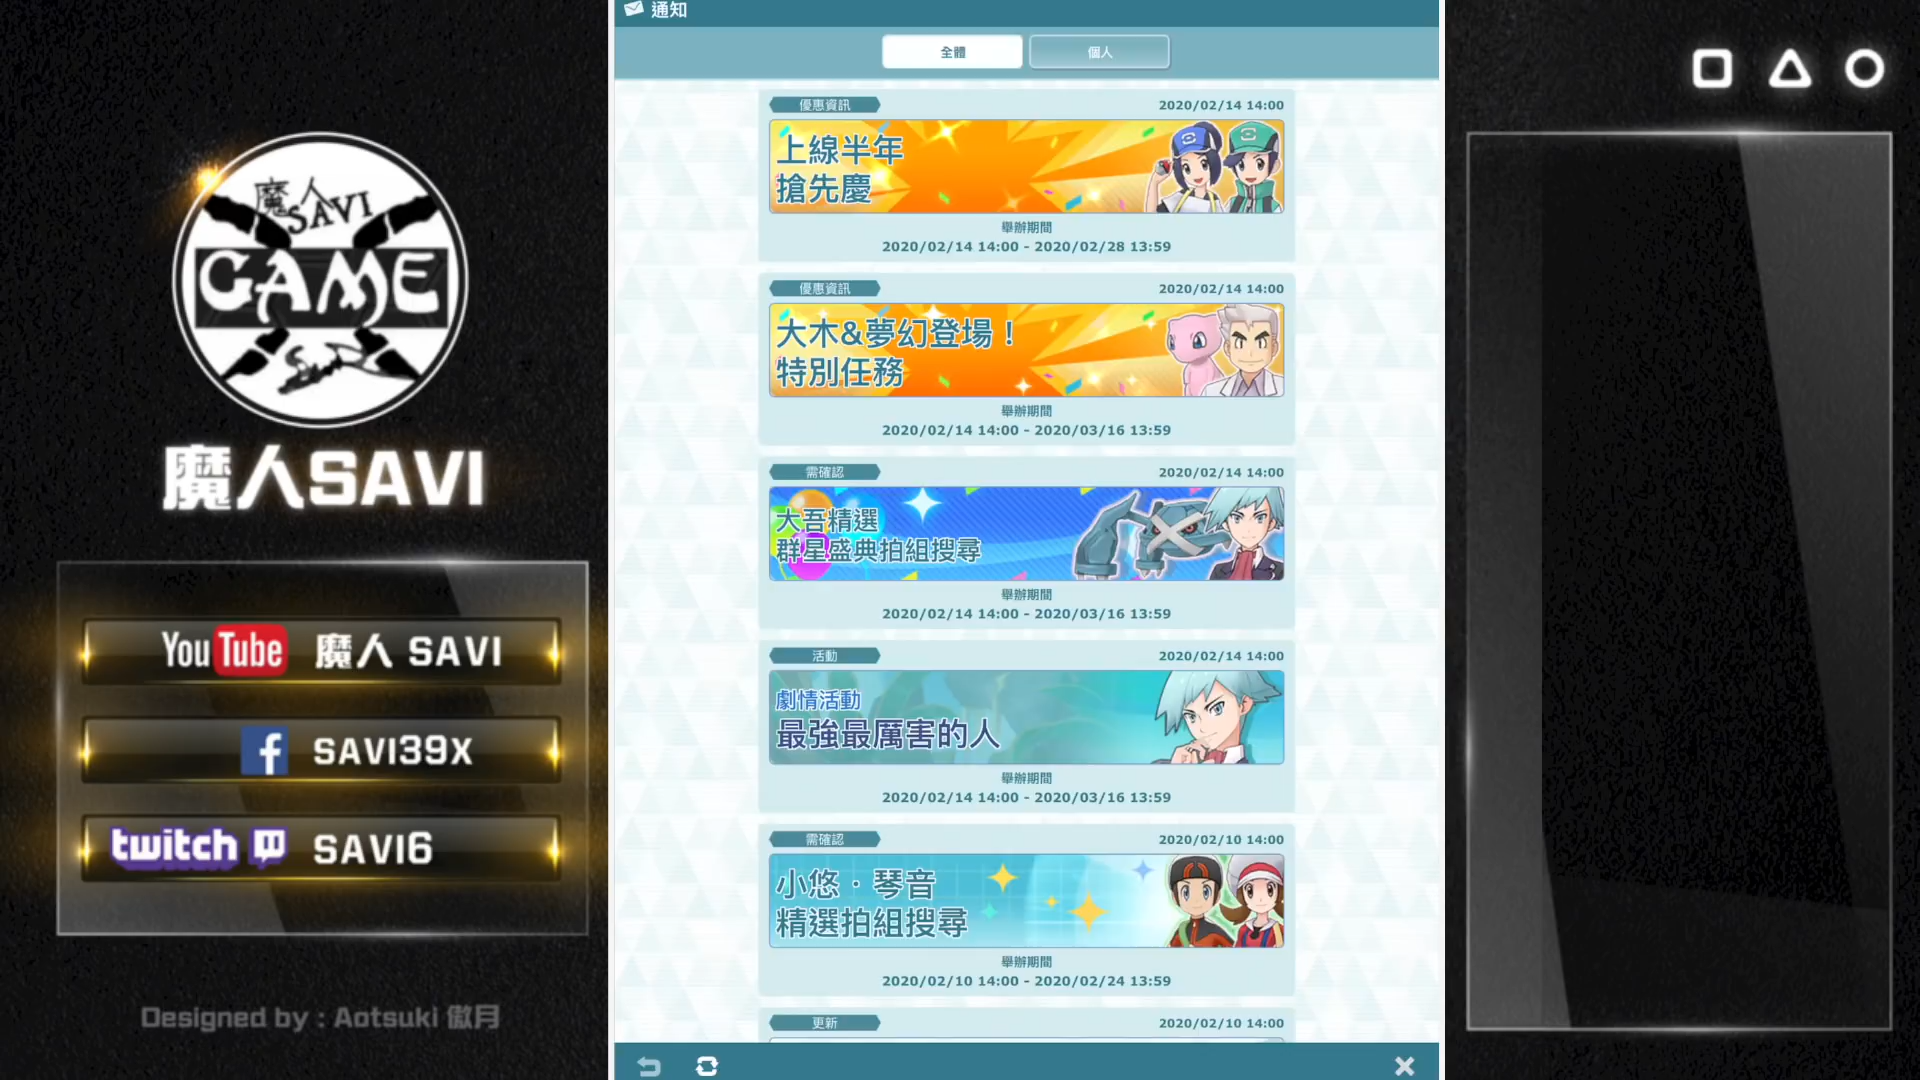 通知
全體
個人
優惠資訊
2020/02/14 14:00
上線半年
搶先慶
舉辦期間
2020/02/14 14:00 - 2020/02/28 13:59
優惠資訊
2020/02/14 14:00
大木&夢幻登場！
特別任務
舉辦期間
2020/02/14 14:00 - 2020/03/16 13:59
需確認
2020/02/14 14:00
大吾精選
群星盛典拍組搜尋
舉辦期間
2020/02/14 14:00 - 2020/03/16 13:59
活動
2020/02/14 14:00
劇情活動
最強最厲害的人
舉辦期間
2020/02/14 14:00 - 2020/03/16 13:59
需確認
2020/02/10 14:00
小悠・琴音
精選拍組搜尋
舉辦期間
2020/02/10 14:00 - 2020/02/24 13:59
更新
2020/02/10 14:00
魔人
SAVI
GAME
魔人SAVI
YouTube 魔人 SAVI
f SAVI39X
twitch SAVI6
Designed by : Aotsuki 傲月